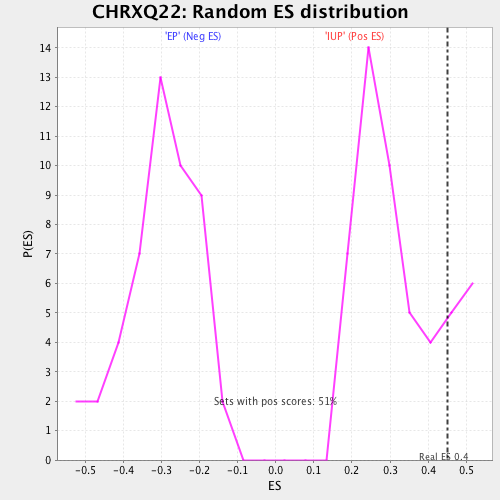 CHRXQ22: Random ES distribution
'EP' (Neg ES) 'IUP' (Pos ES)
14
13
12
11
10
9
8
7
6
5
4
3
2
1
0
P(ES)
Sets with pos scores: 51%
Real ES 0.4
-0.5 -0.4 -0.3 -0.2 -0.1 0.0 0.1 0.2 0.3 0.4 0.5
ES